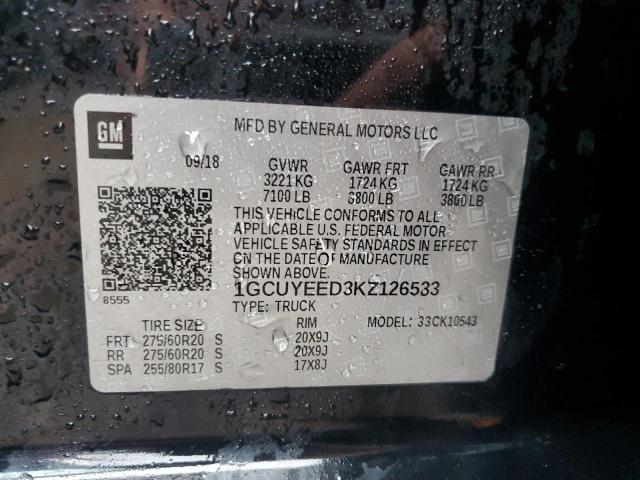 GM
MFD BY GENERAL MOTORS LLC
09/18 GVWR GAWR FRT GAWR RR
3221 KG 1724 KG 1724 KG
7100 LB 3800 LB 3800 LB
THIS VEHICLE CONFORMS TO ALL
APPLICABLE U.S. FEDERAL MOTOR
VEHICLE SAFETY STANDARDS IN EFFECT
ON THE DATE OF MANUFACTURE
SHOWN ABOVE.
1GCUYEED3KZ126533
8555
TYPE: TRUCK
TIRE SIZE RIM MODEL: 33CK10543
FRT 275/60R20 S 20X9J
RR 275/60R20 S 20X9J
SPA 255/80R17 S 17X8J